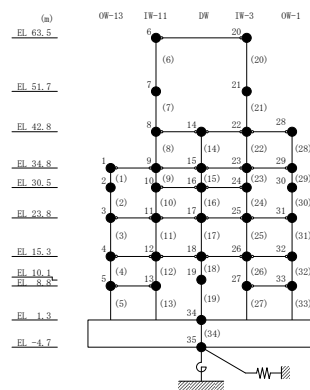 (m) OW-13 IW-11 DW IW-3 OW-1
EL 63.5 6 20
(6) (20)
EL 51.7 7 21
(7) (21)
EL 42.8 8 14 22 28
(8) (14) (22) (28)
EL 34.8 1 9 15 23 29
(1) (9) (15) (23) (29)
EL 30.5 2 10 16 24 30
(2) (10) (16) (24) (30)
EL 23.8 3 11 17 25 31
(3) (11) (17) (25) (31)
EL 15.3 4 12 18 26 32
(4) (12) (18) (26) (32)
EL 10.1 19
EL 8.8 5 13 27 33
(5) (13) (19) (27) (33)
EL 1.3 34
(34)
EL -4.7 35